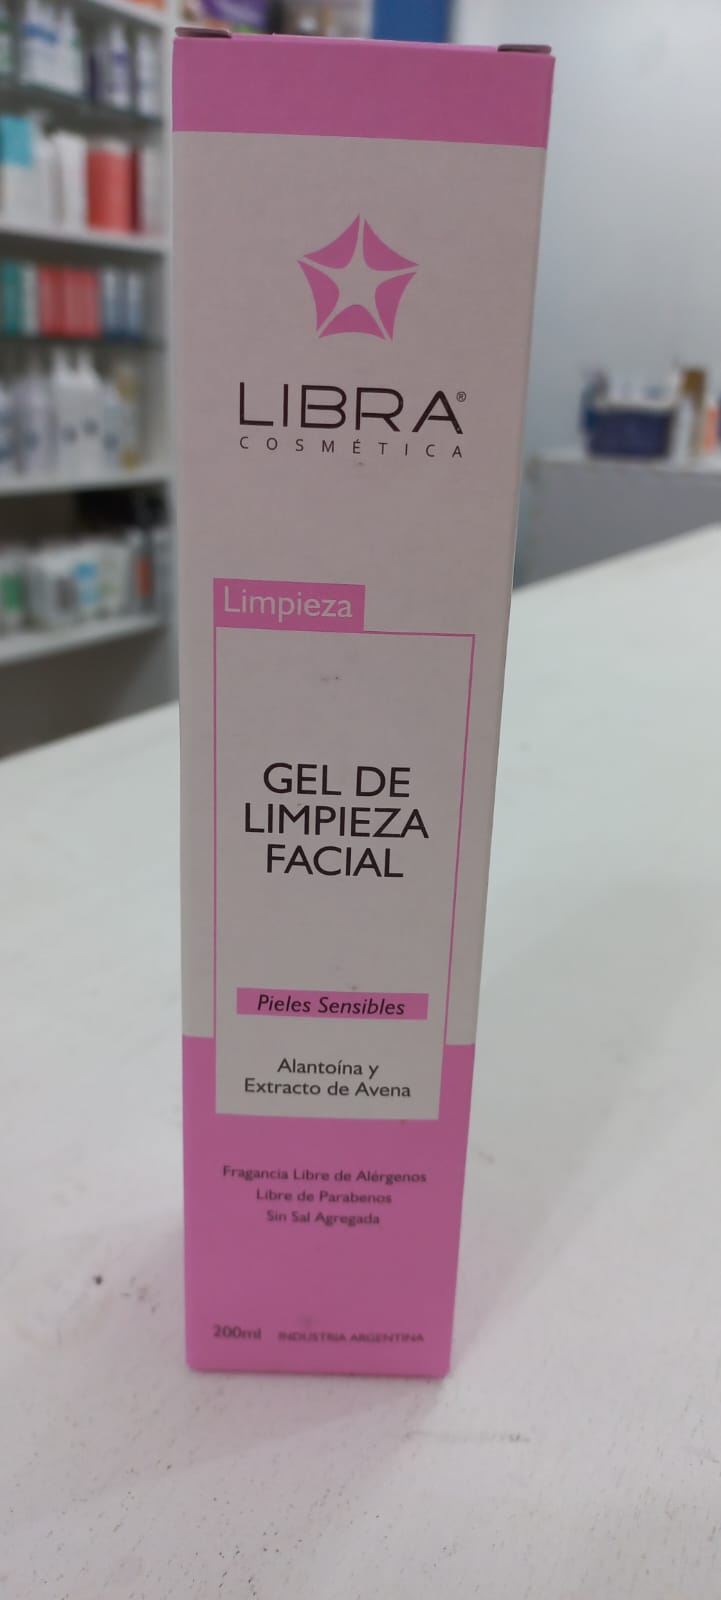 LIBRA®
COSMÉTICA
Limpieza
GEL DE
LIMPIEZA
FACIAL
Pieles Sensibles
Alantoína y
Extracto de Avena
Fragancia Libre de Alérgenos
Libre de Parabenos
Sin Sal Agregada
200ml INDUSTRIA ARGENTINA